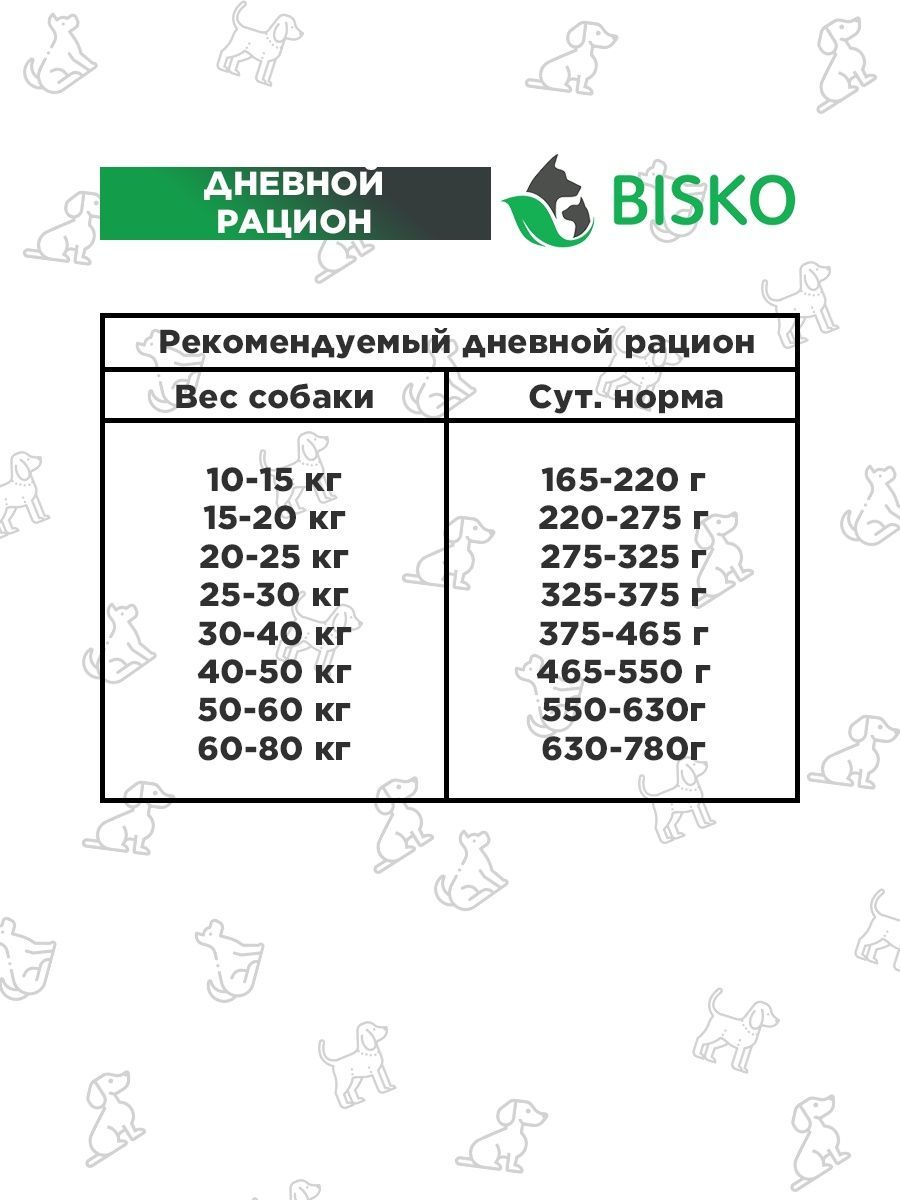 ДНЕВНОЙ
РАЦИОН
BISKO
Рекомендуемый дневной рацион
Вес собаки Сут. норма
10-15 кг 165-220 г
15-20 кг 220-275 г
20-25 кг 275-325 г
25-30 кг 325-375 г
30-40 кг 375-465 г
40-50 кг 465-550 г
50-60 кг 550-630г
60-80 кг 630-780г